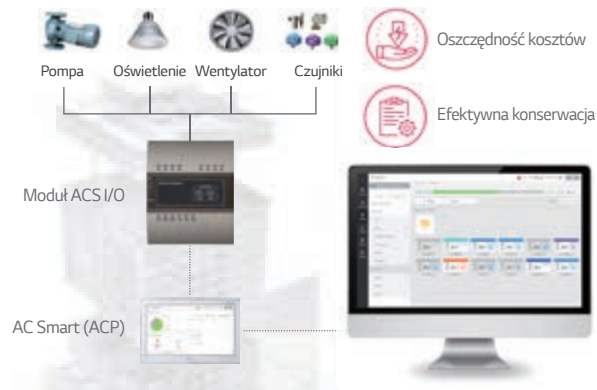 Pompa
Oświetlenie
Wentylator
Czujniki
Oszczędność kosztów
Efektywna konserwacja
Moduł ACS I/O
AC Smart (ACP)